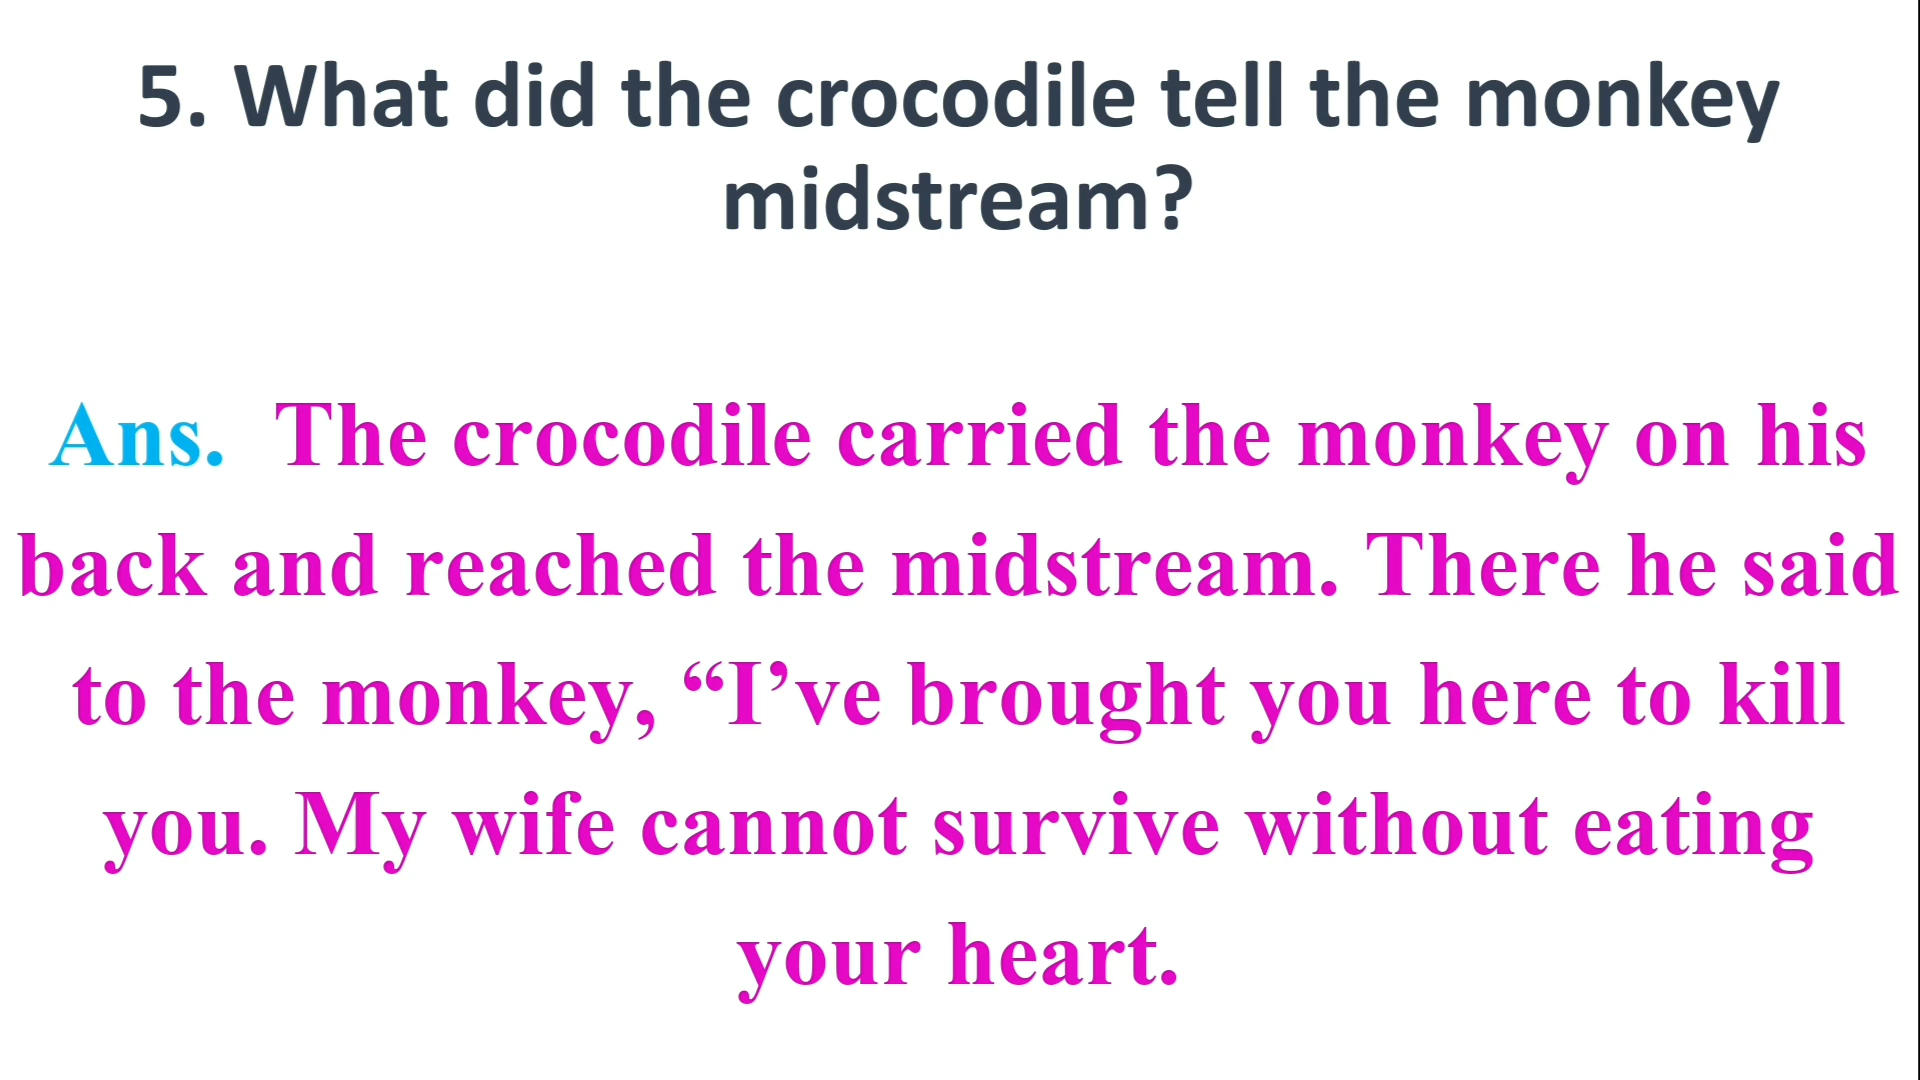 5. What did the crocodile tell the monkey
midstream?
Ans. The crocodile carried the monkey on his
back and reached the midstream. There he said
to the monkey, “I’ve brought you here to kill
you. My wife cannot survive without eating
your heart.